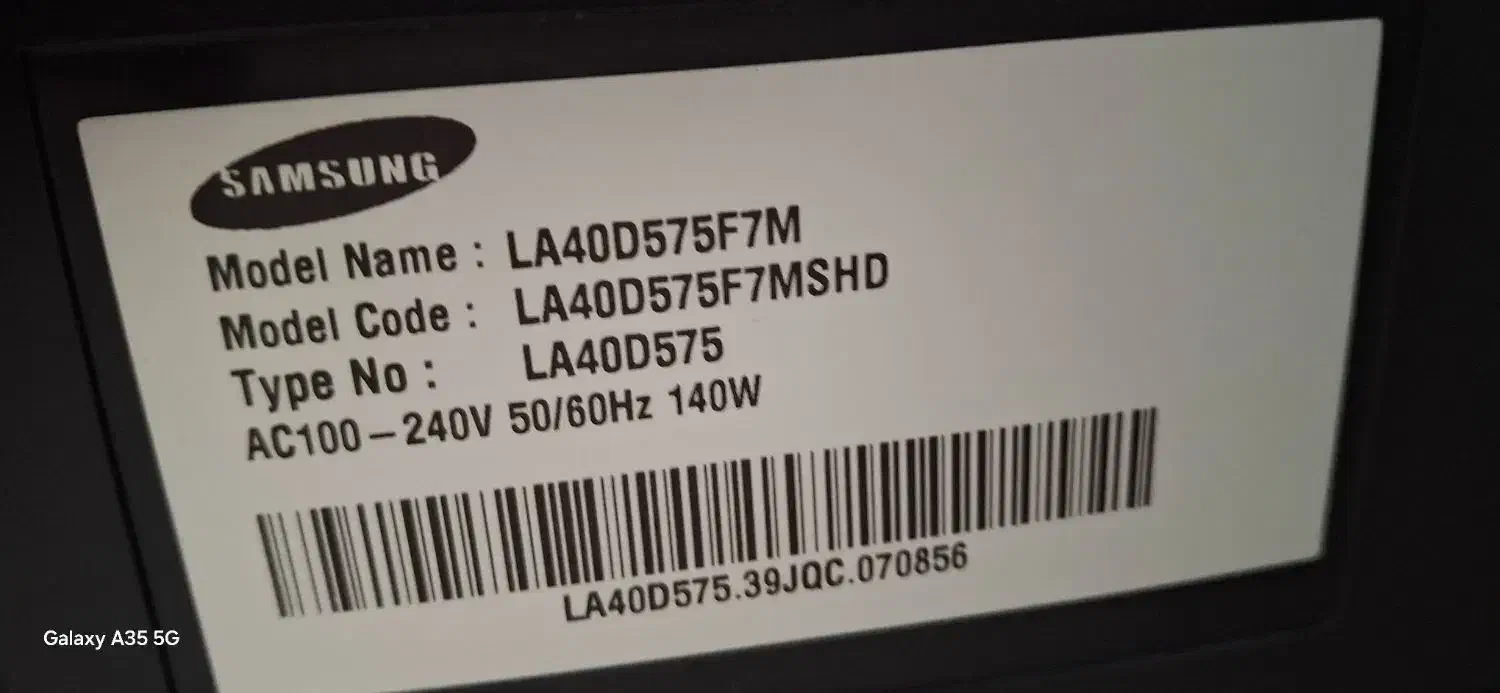 SAMSUNG
Model Name : LA40D575F7M
Model Code : LA40D575F7MSHD
Type No : LA40D575
AC100-240V 50/60Hz 140W
LA40D575.39JQC.070856
Galaxy A35 5G